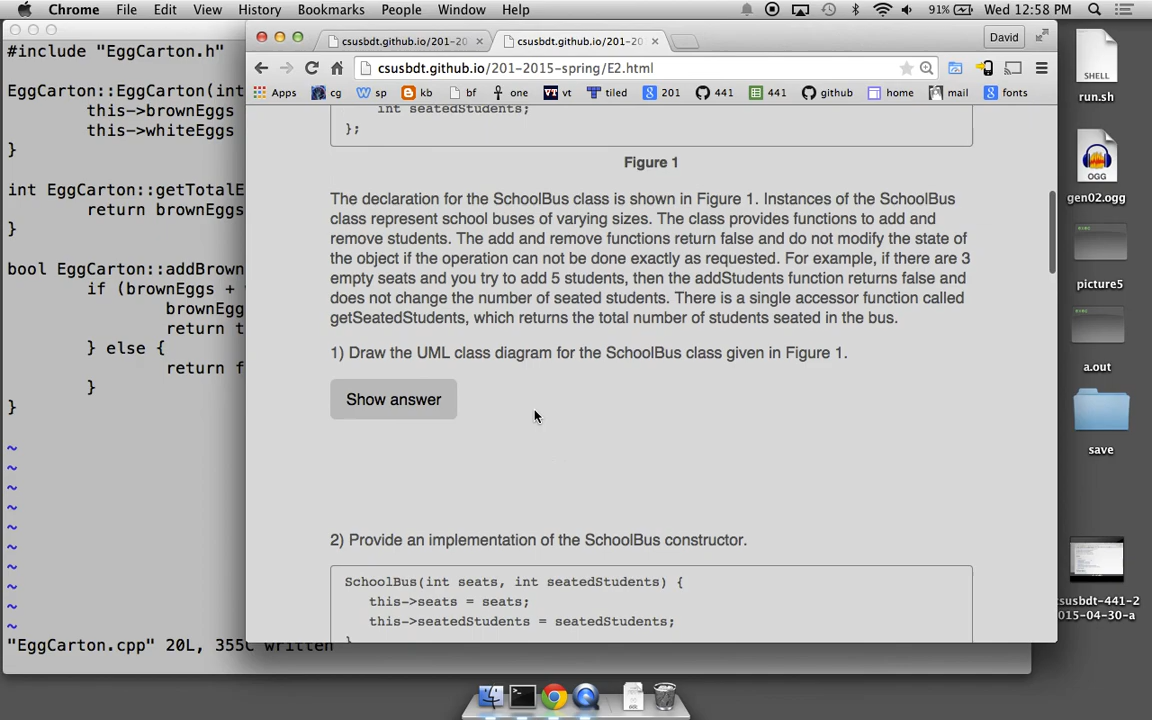 Chrome File Edit View History Bookmarks People Window Help 91% Wed 12:58 PM
#include "EggCarton.h"
EggCarton::EggCarton(int
this->brownEggs
this->whiteEggs
}
int EggCarton::getTotalE
return brownEggs
}
bool EggCarton::addBrown
if (brownEggs +
brownEgg
return t
} else {
return f
}
}
~
~
~
~
~
~
~
~
~
~
"EggCarton.cpp" 20L, 355C written
csusbdt.github.io/201-20 × csusbdt.github.io/201-20 × David
csusbdt.github.io/201-2015-spring/E2.html
Apps cg sp kb bf one vt tiled 201 441 441 github home mail fonts
int seatedStudents;
};
Figure 1
The declaration for the SchoolBus class is shown in Figure 1. Instances of the SchoolBus
class represent school buses of varying sizes. The class provides functions to add and
remove students. The add and remove functions return false and do not modify the state of
the object if the operation can not be done exactly as requested. For example, if there are 3
empty seats and you try to add 5 students, then the addStudents function returns false and
does not change the number of seated students. There is a single accessor function called
getSeatedStudents, which returns the total number of students seated in the bus.
1) Draw the UML class diagram for the SchoolBus class given in Figure 1.
Show answer
2) Provide an implementation of the SchoolBus constructor.
SchoolBus(int seats, int seatedStudents) {
this->seats = seats;
this->seatedStudents = seatedStudents;
}
SHELL
run.sh
OGG
gen02.ogg
picture5
a.out
save
csusbdt-441-2
015-04-30-a